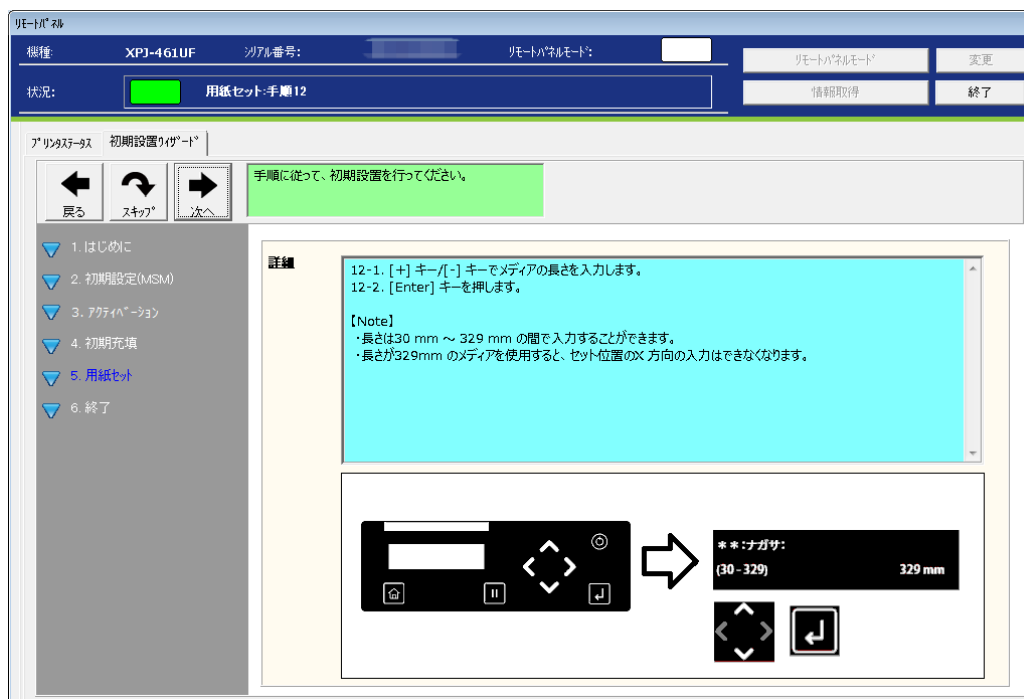 リモートパネル
機種: XPJ-461UF シリアル番号: リモートパネルモード:
リモートパネルモード 変更
状況: 用紙セット:手順12
情報取得 終了
プリンタステータス 初期設置ウィザード
戻る スキップ 次へ
手順に従って、初期設置を行ってください。
1. はじめに
2. 初期設定(MSM)
3. アクティベーション
4. 初期充填
5. 用紙セット
6. 終了
詳細
12-1. [+] キー/[-] キーでメディアの長さを入力します。
12-2. [Enter] キーを押します。
【Note】
・長さは30 mm ～ 329 mm の間で入力することができます。
・長さが329mm のメディアを使用すると、セット位置のX 方向の入力はできなくなります。
＊＊:ナガサ:
(30 - 329) 329 mm